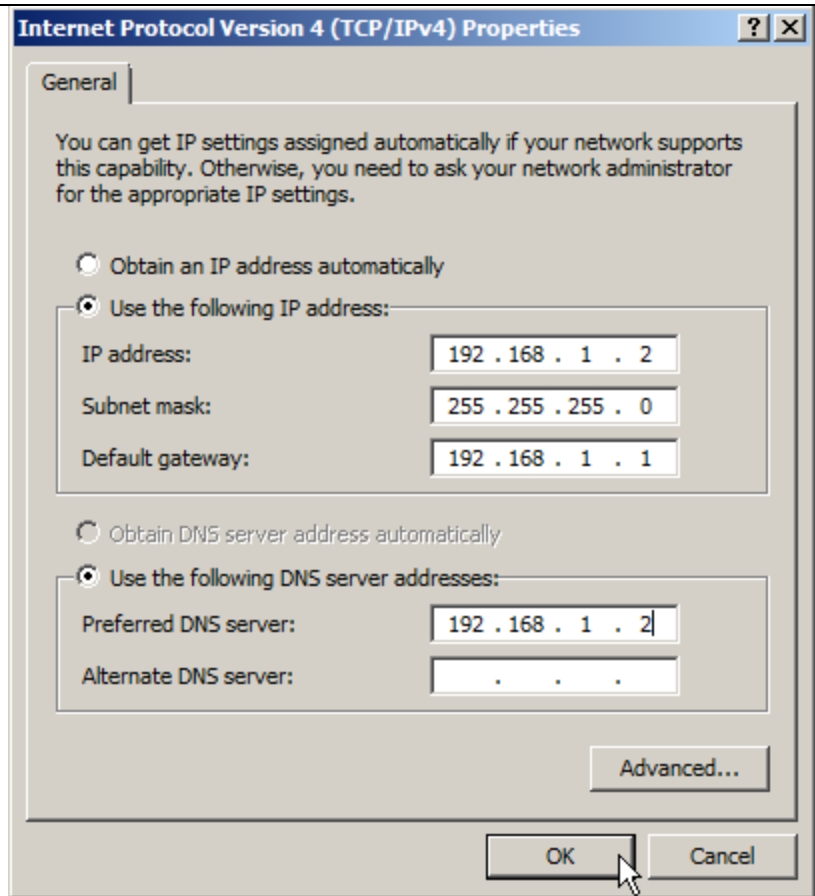 Internet Protocol Version 4 (TCP/IPv4) Properties
General
You can get IP settings assigned automatically if your network supports
this capability. Otherwise, you need to ask your network administrator
for the appropriate IP settings.
Obtain an IP address automatically
Use the following IP address:
IP address: 192 . 168 . 1 . 2
Subnet mask: 255 . 255 . 255 . 0
Default gateway: 192 . 168 . 1 . 1
Obtain DNS server address automatically
Use the following DNS server addresses:
Preferred DNS server: 192 . 168 . 1 . 2
Alternate DNS server: . . .
Advanced...
OK Cancel